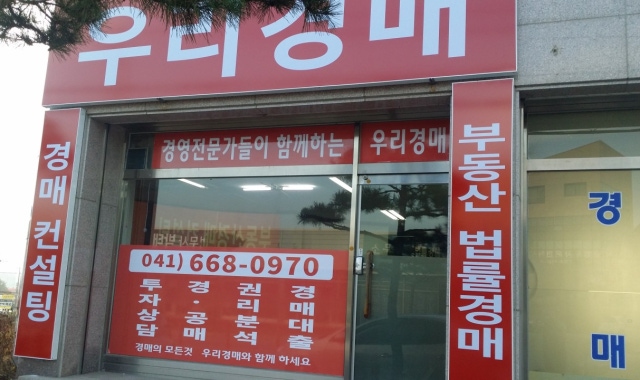 우리경매
경영전문가들이 함께하는 우리경매
경매 컨설팅
부동산 법률경매
041) 668-0970
투자상담
경·공매
권리분석
경매대출
경매의 모든것 우리경매와 함께 하세요
경매